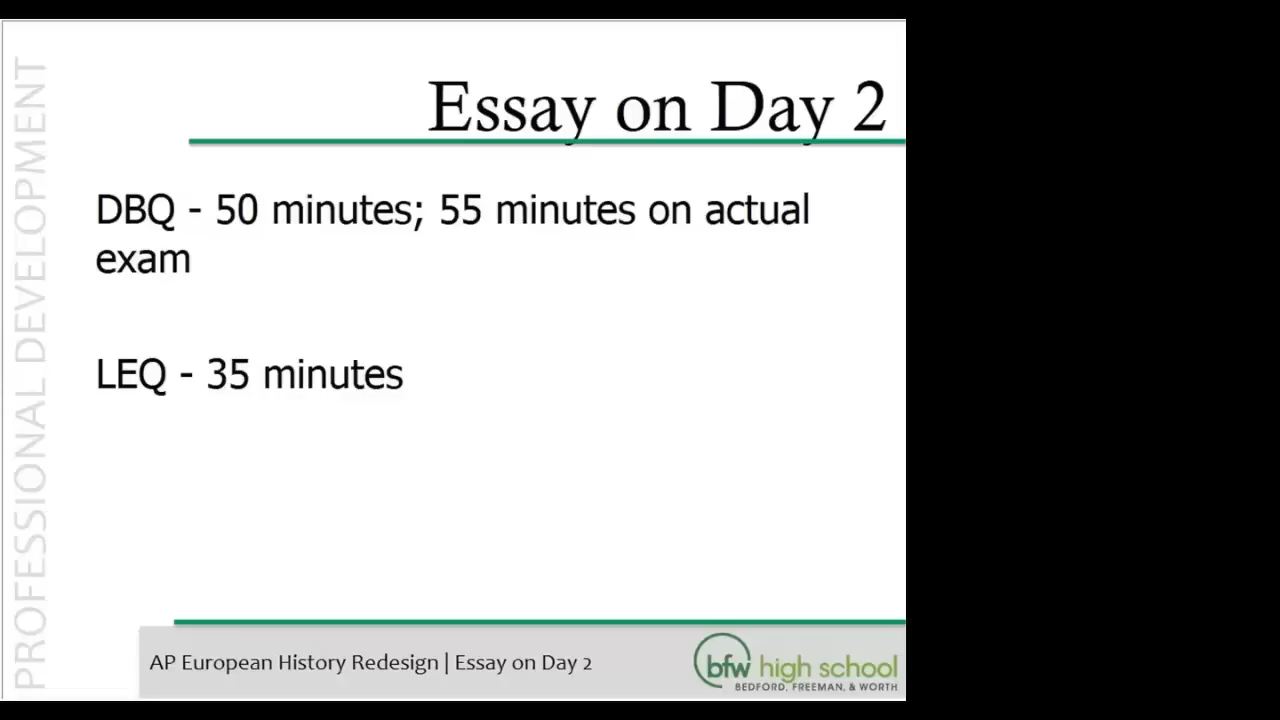 PROFESSIONAL DEVELOPMENT
Essay on Day 2
DBQ - 50 minutes; 55 minutes on actual
exam
LEQ - 35 minutes
AP European History Redesign | Essay on Day 2
bfw high school
BEDFORD, FREEMAN, & WORTH